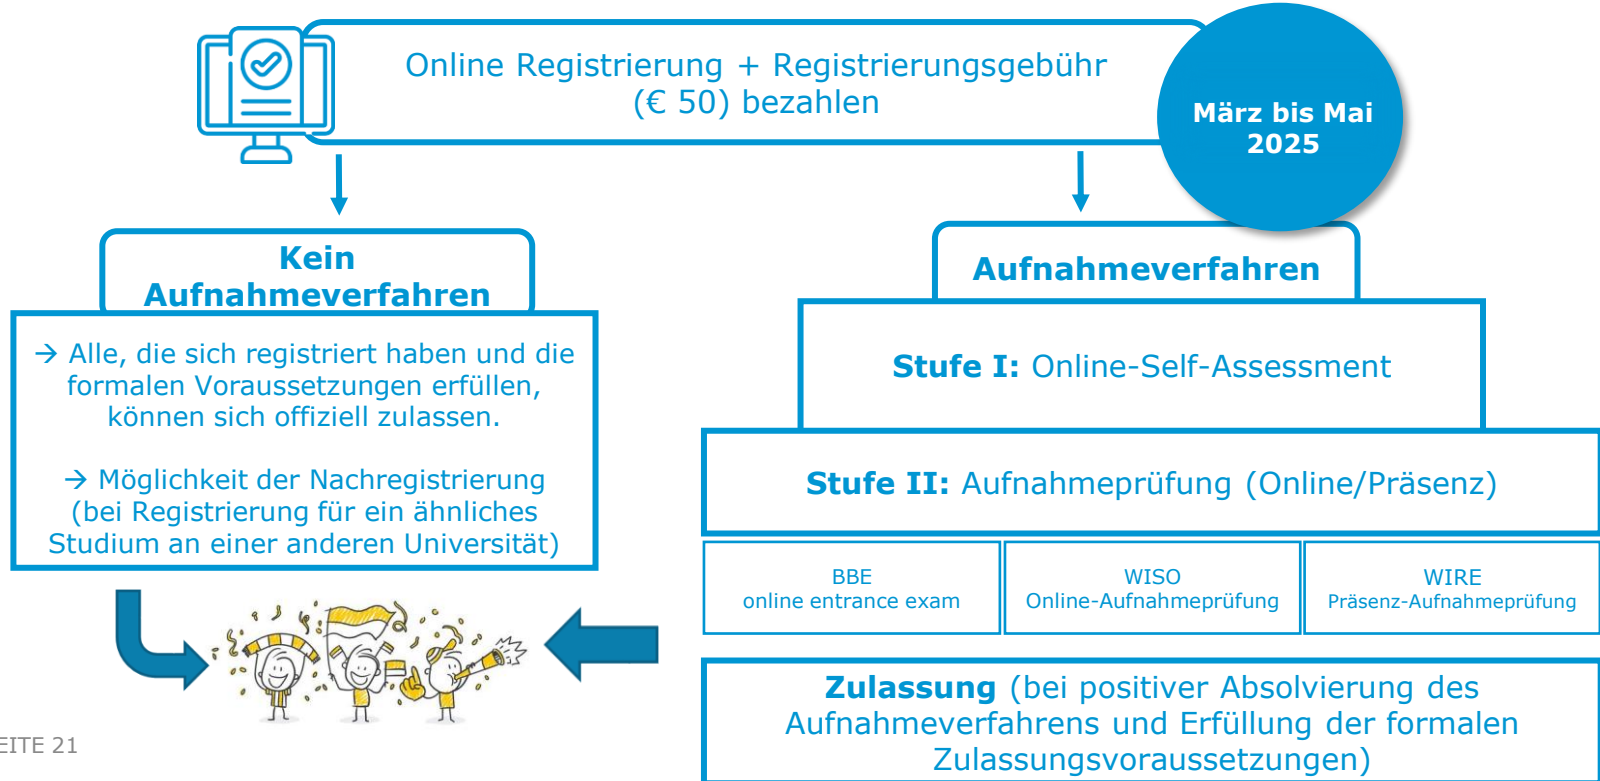 Online Registrierung + Registrierungsgebühr
(€ 50) bezahlen
März bis Mai
2025
Kein
Aufnahmeverfahren
→ Alle, die sich registriert haben und die
formalen Voraussetzungen erfüllen,
können sich offiziell zulassen.
→ Möglichkeit der Nachregistrierung
(bei Registrierung für ein ähnliches
Studium an einer anderen Universität)
Aufnahmeverfahren
Stufe I: Online-Self-Assessment
Stufe II: Aufnahmeprüfung (Online/Präsenz)
BBE
online entrance exam
WISO
Online-Aufnahmeprüfung
WIRE
Präsenz-Aufnahmeprüfung
Zulassung (bei positiver Absolvierung des
Aufnahmeverfahrens und Erfüllung der formalen
Zulassungsvoraussetzungen)
EITE 21